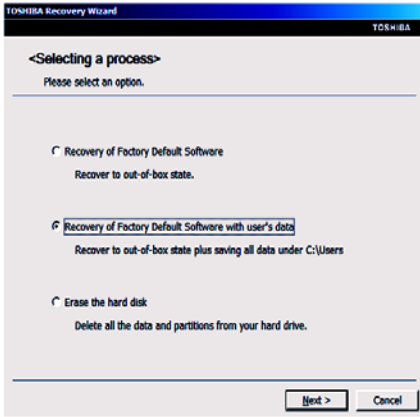 TOSHIBA Recovery Wizard
TOSHIBA
<Selecting a process>
Please select an option.
Recovery of Factory Default Software
Recover to out-of-box state.
Recovery of Factory Default Software with user's data
Recover to out-of-box state plus saving all data under C:\Users
Erase the hard disk
Delete all the data and partitions from your hard drive.
Next > Cancel